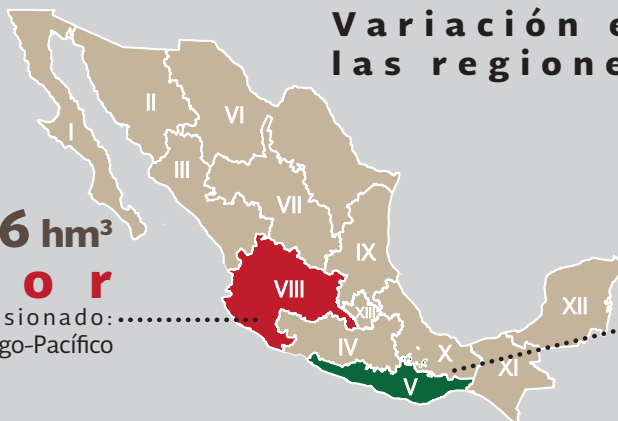 Variación e
las regione
I
II
VI
III
VII
6 hm³
o r
sionado:
go-Pacífico
VIII
IX
XIII
IV
X
V
XI
XII